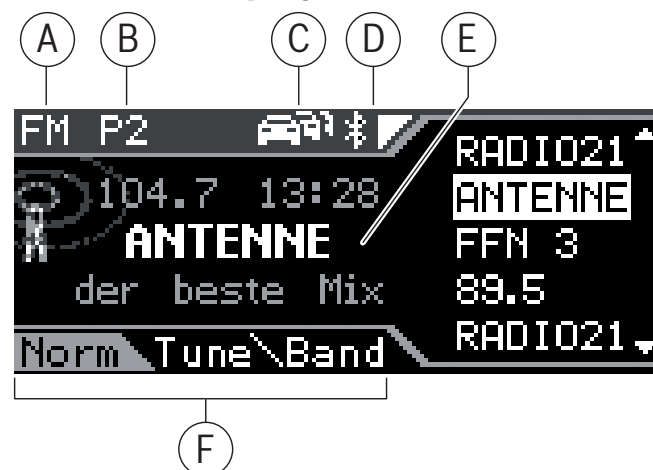 A B C D E
FM P2
104.7 13:28
ANTENNE
der beste Mix
Norm Tune Band
RADIO21
ANTENNE
FFN 3
89.5
RADIO21
F